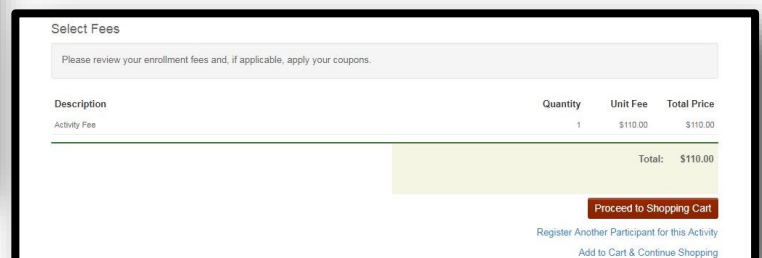 Select Fees
Please review your enrollment fees and, if applicable, apply your coupons.
Description Quantity Unit Fee Total Price
Activity Fee 1 $110.00 $110.00
Total: $110.00
Proceed to Shopping Cart
Register Another Participant for this Activity
Add to Cart & Continue Shopping